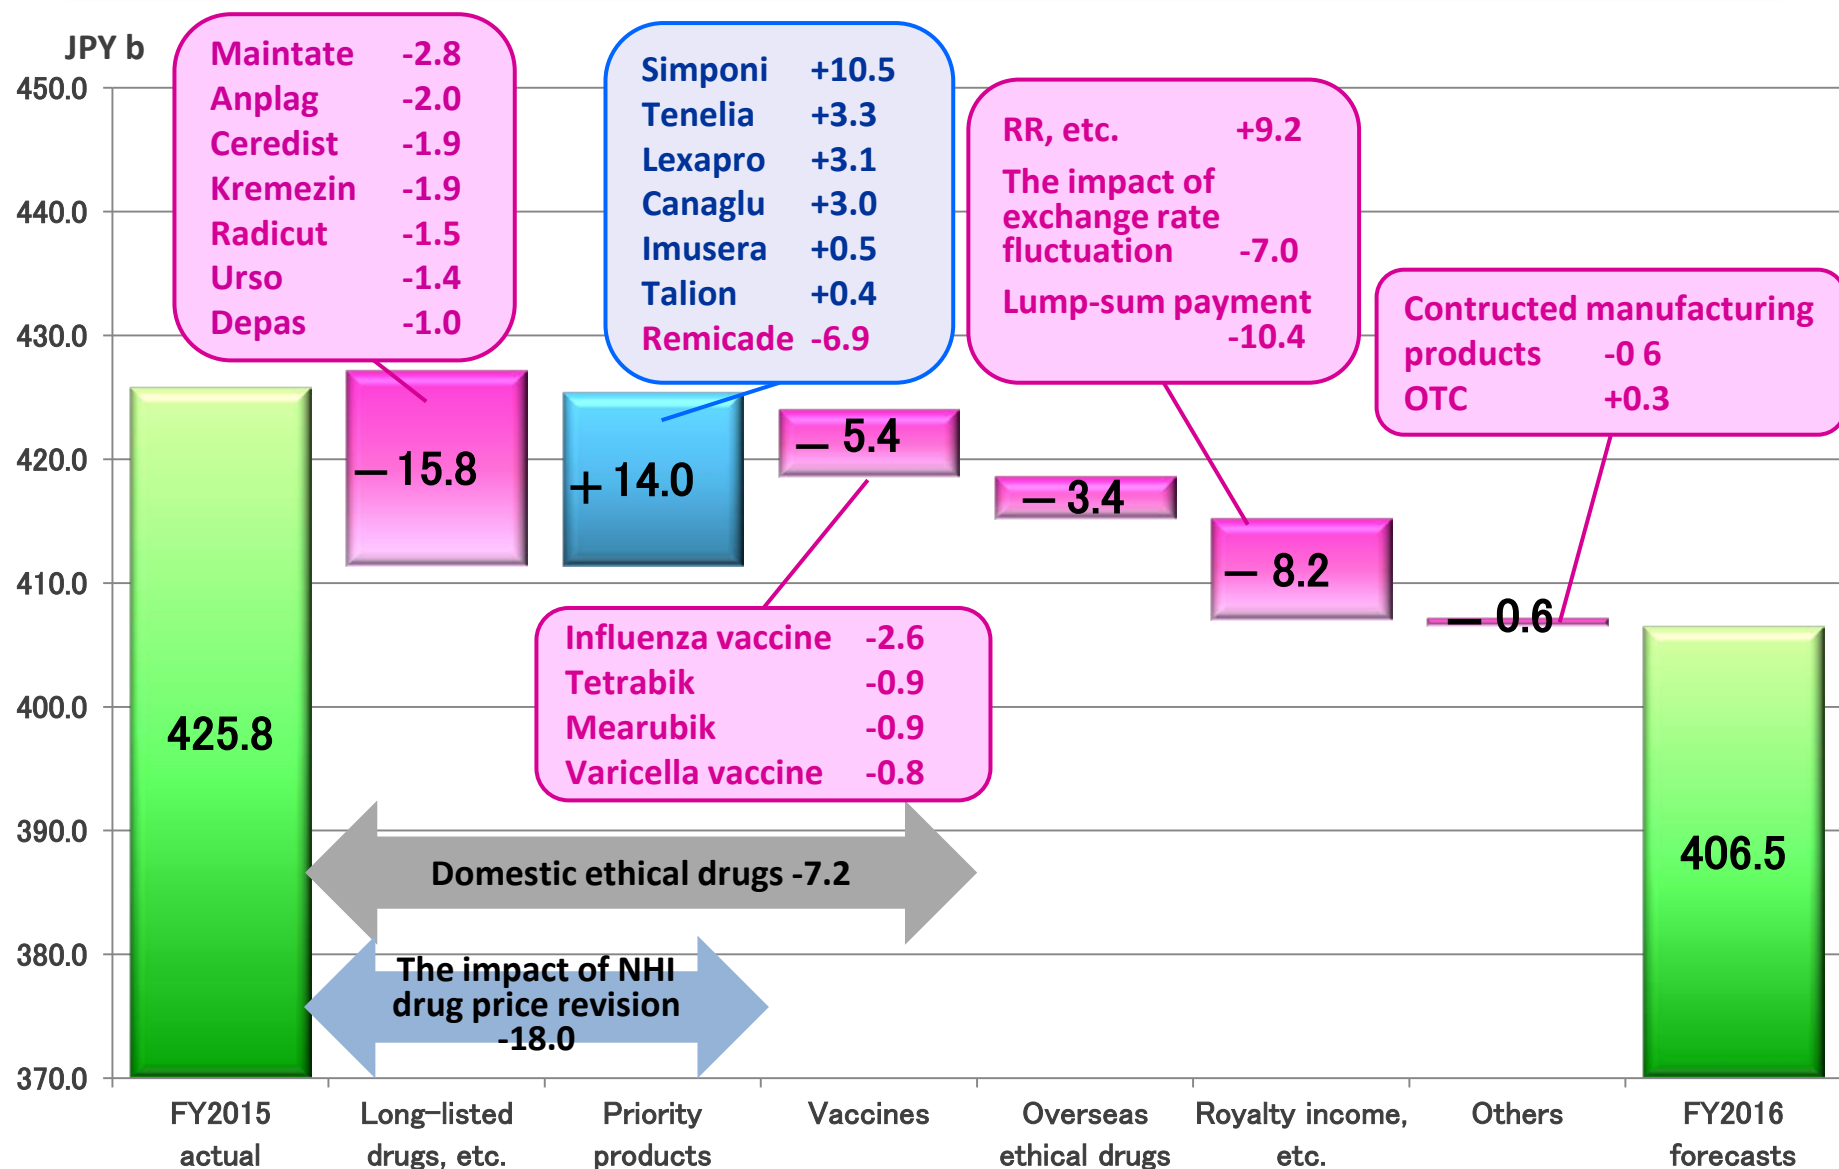 JPY b
450.0
440.0
430.0
420.0
410.0
400.0
390.0
380.0
370.0
Maintate -2.8
Anplag -2.0
Ceredist -1.9
Kremezin -1.9
Radicut -1.5
Urso -1.4
Depas -1.0
Simponi +10.5
Tenelia +3.3
Lexapro +3.1
Canaglu +3.0
Imusera +0.5
Talion +0.4
Remicade -6.9
RR, etc. +9.2
The impact of
exchange rate
fluctuation -7.0
Lump-sum payment
-10.4
Contructed manufacturing
products -0 6
OTC +0.3
425.8
− 15.8
+ 14.0
− 5.4
− 3.4
− 8.2
− 0.6
406.5
Influenza vaccine -2.6
Tetrabik -0.9
Mearubik -0.9
Varicella vaccine -0.8
Domestic ethical drugs -7.2
The impact of NHI
drug price revision
-18.0
FY2015
actual
Long-listed
drugs, etc.
Priority
products
Vaccines
Overseas
ethical drugs
Royalty income,
etc.
Others
FY2016
forecasts